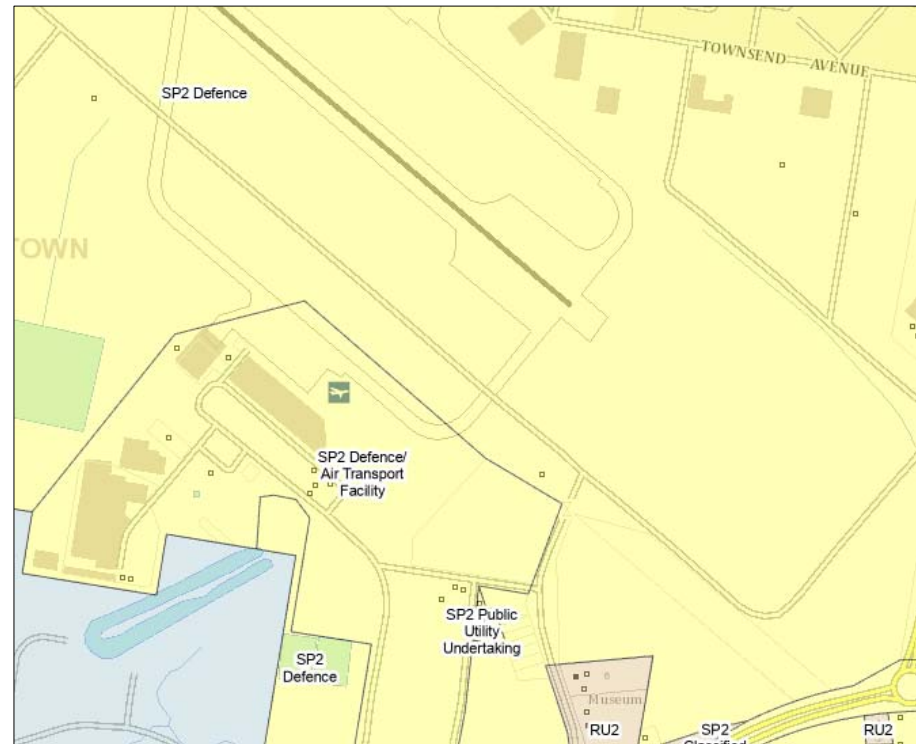 TOWNSEND AVENUE
SP2 Defence
TOWN
SP2 Defence/
Air Transport
Facility
SP2 Public
Utility
Undertaking
SP2
Defence
Museum
RU2
SP2
Classified
RU2